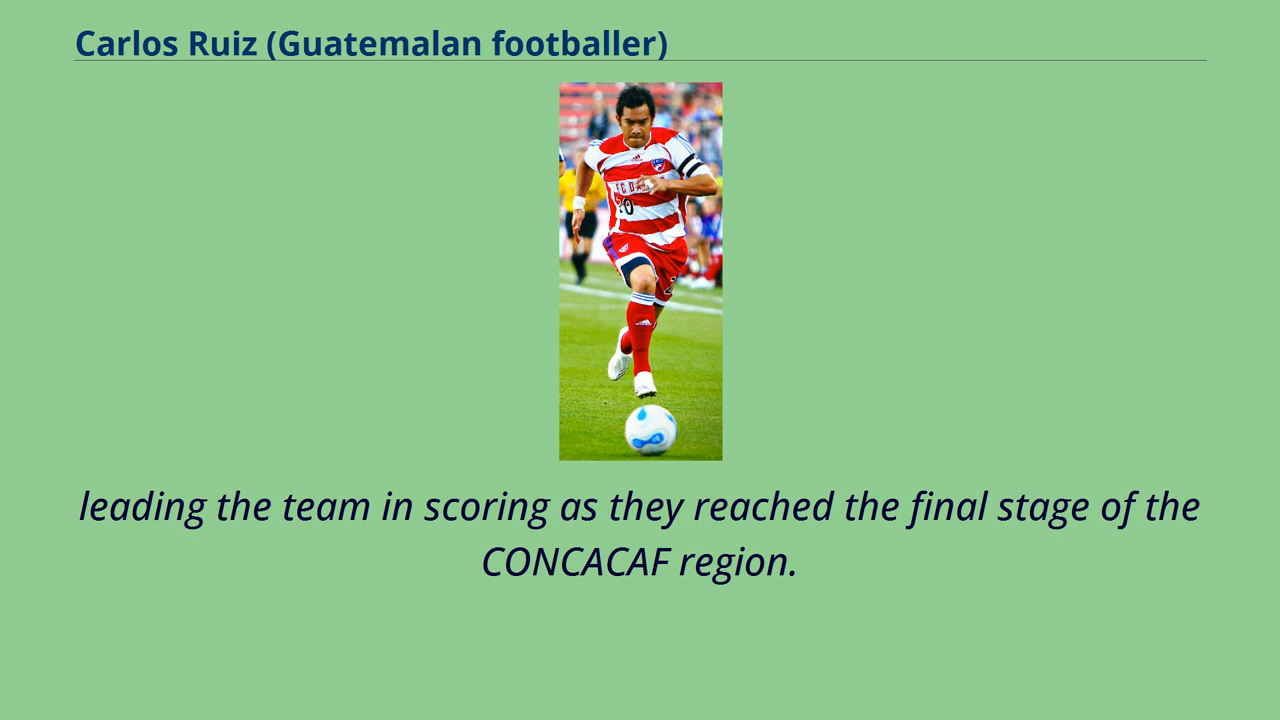 Carlos Ruiz (Guatemalan footballer)
20
leading the team in scoring as they reached the final stage of the
CONCACAF region.